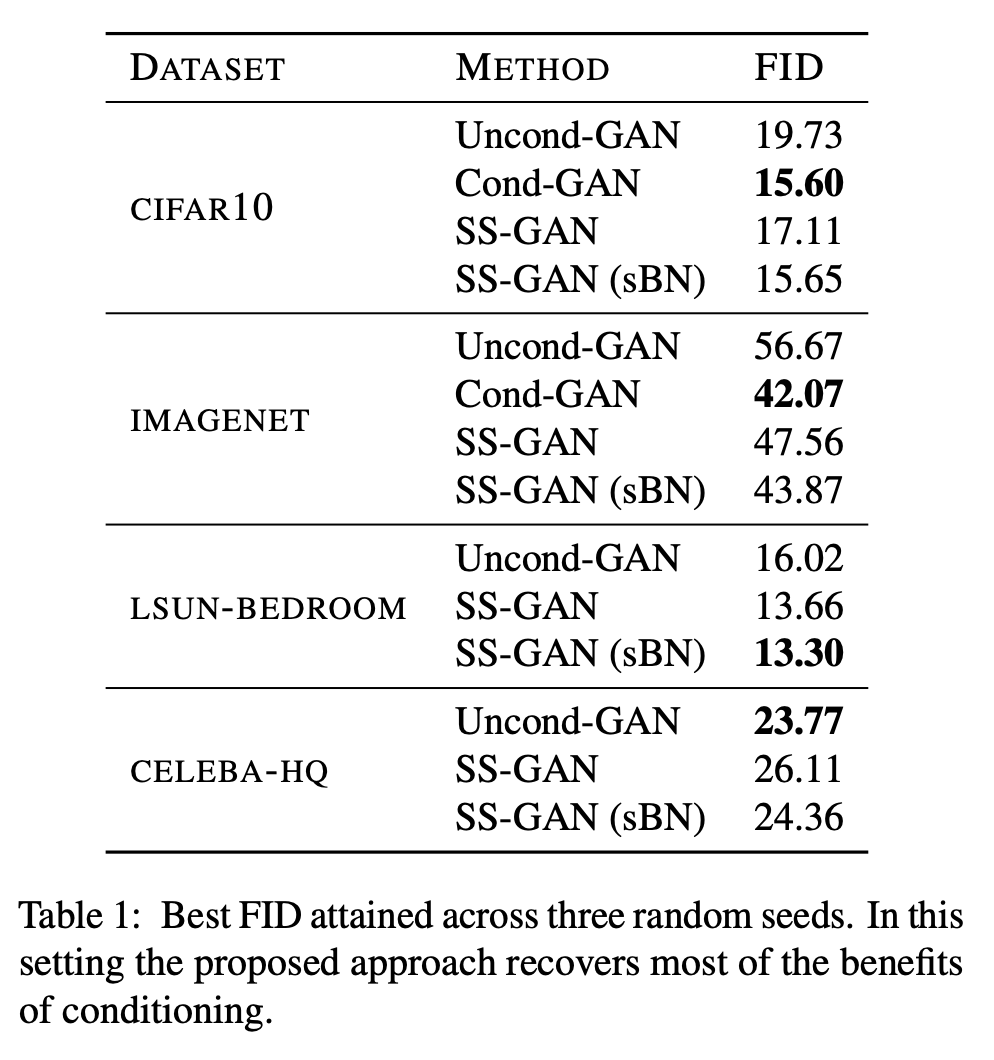 DATASET METHOD FID
CIFAR10
Uncond-GAN 19.73
Cond-GAN 15.60
SS-GAN 17.11
SS-GAN (sBN) 15.65
IMAGENET
Uncond-GAN 56.67
Cond-GAN 42.07
SS-GAN 47.56
SS-GAN (sBN) 43.87
LSUN-BEDROOM
Uncond-GAN 16.02
SS-GAN 13.66
SS-GAN (sBN) 13.30
CELEBA-HQ
Uncond-GAN 23.77
SS-GAN 26.11
SS-GAN (sBN) 24.36
Table 1: Best FID attained across three random seeds. In this
setting the proposed approach recovers most of the benefits
of conditioning.